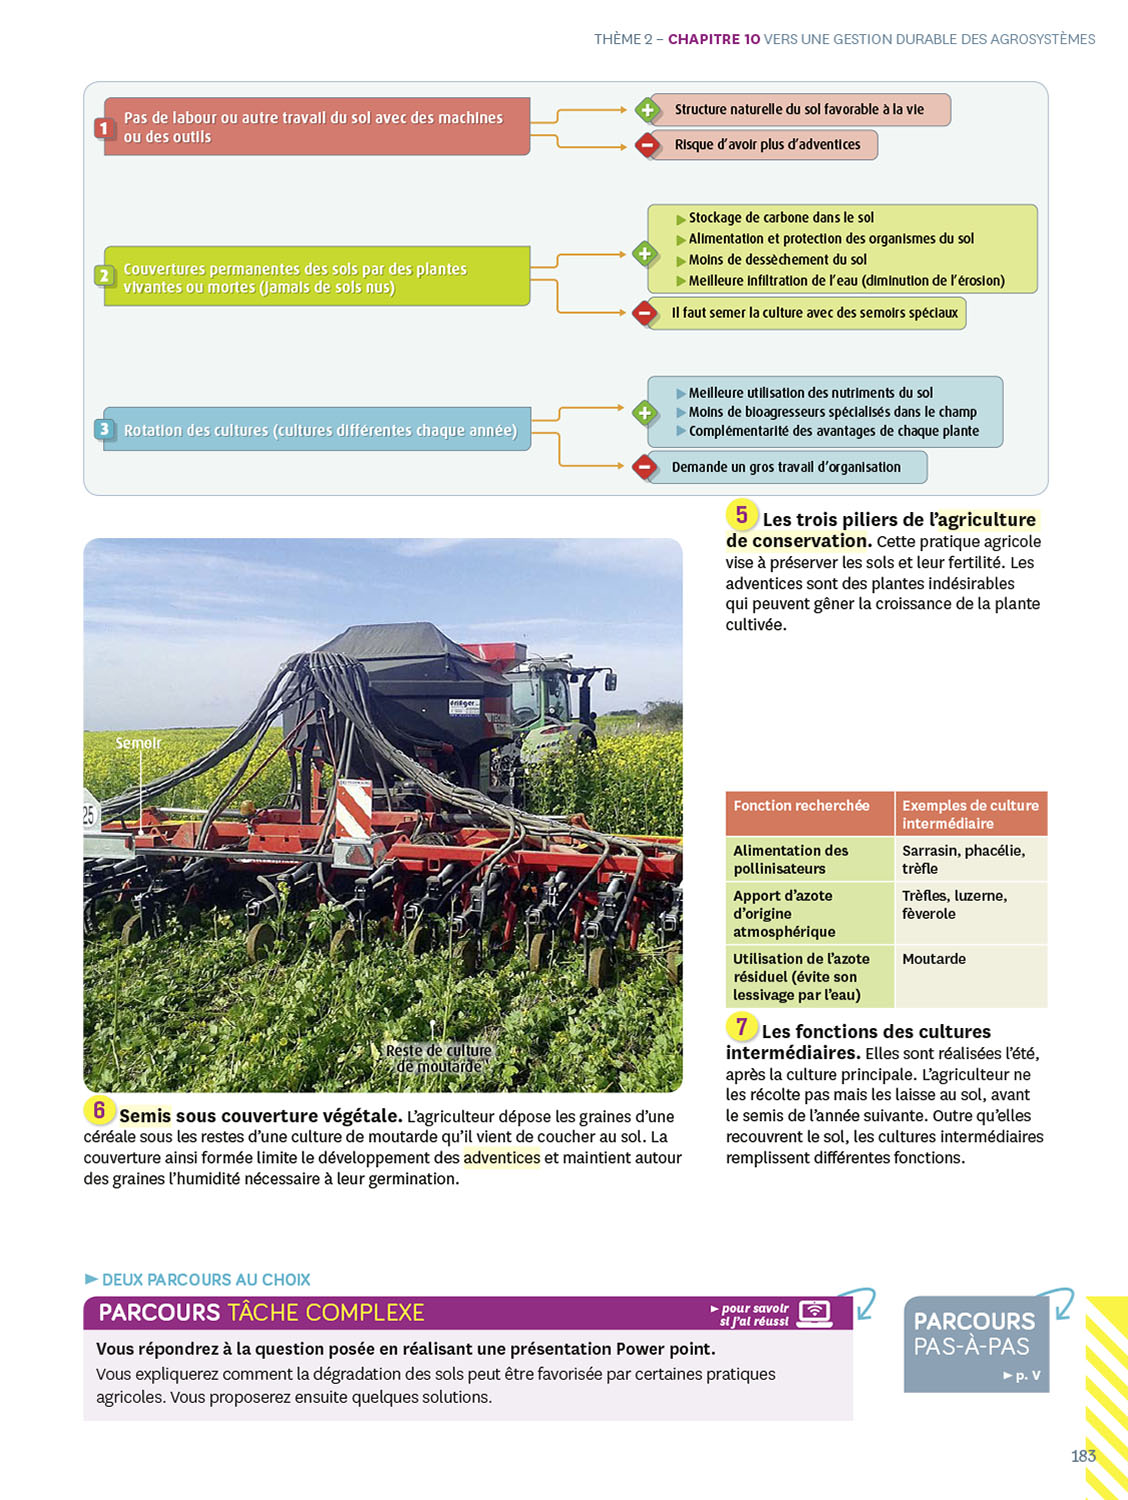 THÈME 2 – CHAPITRE 10 VERS UNE GESTION DURABLE DES AGROSYSTÈMES
1
Pas de labour ou autre travail du sol avec des machines
ou des outils
+
Structure naturelle du sol favorable à la vie
–
Risque d'avoir plus d'adventices
2
Couvertures permanentes des sols par des plantes
vivantes ou mortes (jamais de sols nus)
+
▶ Stockage de carbone dans le sol
▶ Alimentation et protection des organismes du sol
▶ Moins de dessèchement du sol
▶ Meilleure infiltration de l'eau (diminution de l'érosion)
–
Il faut semer la culture avec des semoirs spéciaux
3
Rotation des cultures (cultures différentes chaque année)
+
▶ Meilleure utilisation des nutriments du sol
▶ Moins de bioagresseurs spécialisés dans le champ
▶ Complémentarité des avantages de chaque plante
–
Demande un gros travail d'organisation
5 Les trois piliers de l'agriculture
de conservation. Cette pratique agricole
vise à préserver les sols et leur fertilité. Les
adventices sont des plantes indésirables
qui peuvent gêner la croissance de la plante
cultivée.
Semoir
25
Reste de culture
de moutarde
6 Semis sous couverture végétale. L'agriculteur dépose les graines d'une
céréale sous les restes d'une culture de moutarde qu'il vient de coucher au sol. La
couverture ainsi formée limite le développement des adventices et maintient autour
des graines l'humidité nécessaire à leur germination.
Fonction recherchée
Exemples de culture
intermédiaire
Alimentation des
pollinisateurs
Sarrasin, phacélie,
trèfle
Apport d'azote
d'origine
atmosphérique
Trèfles, luzerne,
fèverole
Utilisation de l'azote
résiduel (évite son
lessivage par l'eau)
Moutarde
7 Les fonctions des cultures
intermédiaires. Elles sont réalisées l'été,
après la culture principale. L'agriculteur ne
les récolte pas mais les laisse au sol, avant
le semis de l'année suivante. Outre qu'elles
recouvrent le sol, les cultures intermédiaires
remplissent différentes fonctions.
▶ DEUX PARCOURS AU CHOIX
PARCOURS TÂCHE COMPLEXE
▶ pour savoir
si j'ai réussi
Vous répondrez à la question posée en réalisant une présentation Power point.
Vous expliquerez comment la dégradation des sols peut être favorisée par certaines pratiques
agricoles. Vous proposerez ensuite quelques solutions.
PARCOURS
PAS-À-PAS
▶ p. V
183